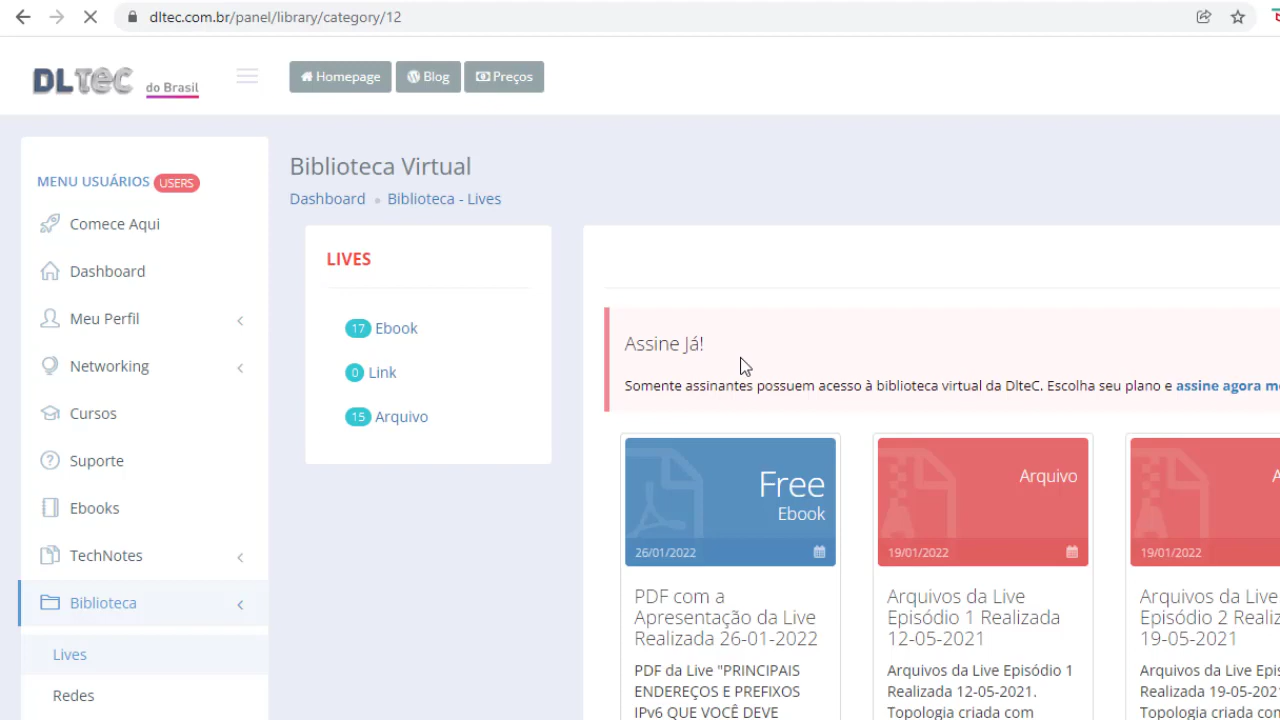 dltec.com.br/panel/library/category/12
DLTEC do Brasil
Homepage
Blog
Preços
MENU USUÁRIOS USERS
Comece Aqui
Dashboard
Meu Perfil
Networking
Cursos
Suporte
Ebooks
TechNotes
Biblioteca
Lives
Redes
Biblioteca Virtual
Dashboard Biblioteca - Lives
LIVES
17 Ebook
0 Link
15 Arquivo
Assine Já!
Somente assinantes possuem acesso à biblioteca virtual da DlteC. Escolha seu plano e assine agora
Free
Ebook
26/01/2022
PDF com a
Apresentação da Live
Realizada 26-01-2022
PDF da Live "PRINCIPAIS
ENDEREÇOS E PREFIXOS
IPv6 QUE VOCÊ DEVE
Arquivo
19/01/2022
Arquivos da Live
Episódio 1 Realizada
12-05-2021
Arquivos da Live Episódio 1
Realizada 12-05-2021.
Topologia criada com
19/01/2022
Arquivos da Live
Episódio 2
19-05-2021
Arquivos da Live
Realizada
Topologia criada